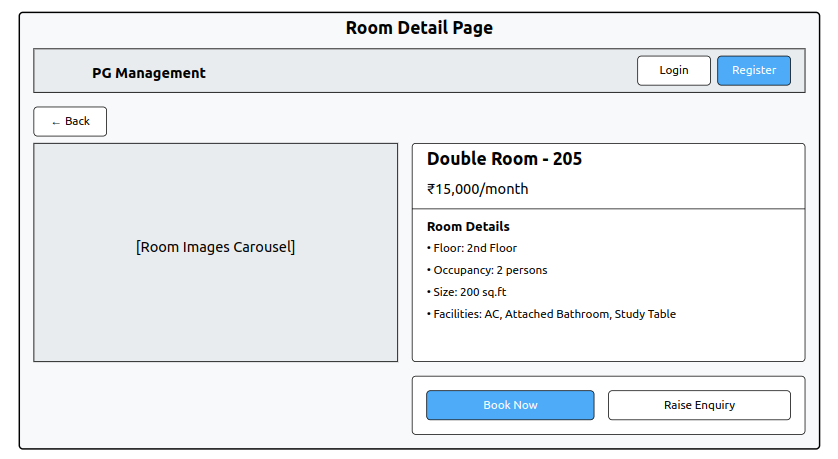 Room Detail Page
PG Management
Login
Register
← Back
[Room Images Carousel]
Double Room - 205
₹15,000/month
Room Details
• Floor: 2nd Floor
• Occupancy: 2 persons
• Size: 200 sq.ft
• Facilities: AC, Attached Bathroom, Study Table
Book Now
Raise Enquiry